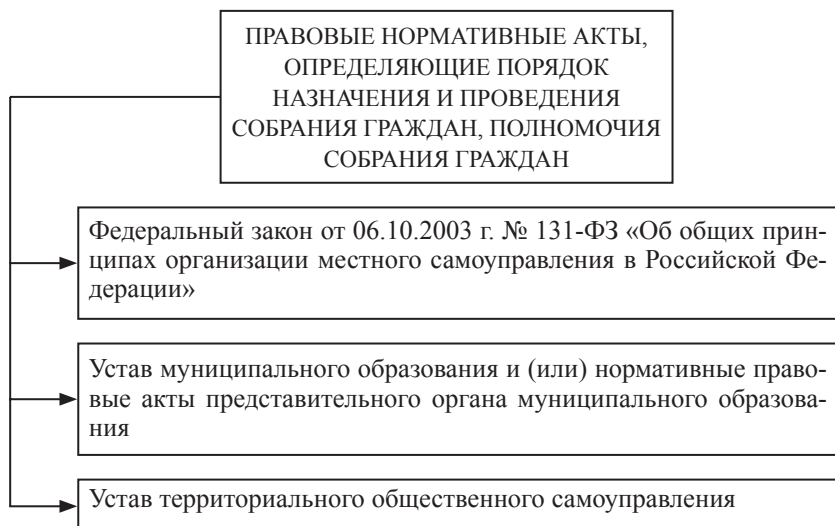 ПРАВОВЫЕ НОРМАТИВНЫЕ АКТЫ,
ОПРЕДЕЛЯЮЩИЕ ПОРЯДОК
НАЗНАЧЕНИЯ И ПРОВЕДЕНИЯ
СОБРАНИЯ ГРАЖДАН, ПОЛНОМОЧИЯ
СОБРАНИЯ ГРАЖДАН
Федеральный закон от 06.10.2003 г. № 131-ФЗ «Об общих прин-
ципах организации местного самоуправления в Российской Фе-
дерации»
Устав муниципального образования и (или) нормативные право-
вые акты представительного органа муниципального образова-
ния
Устав территориального общественного самоуправления